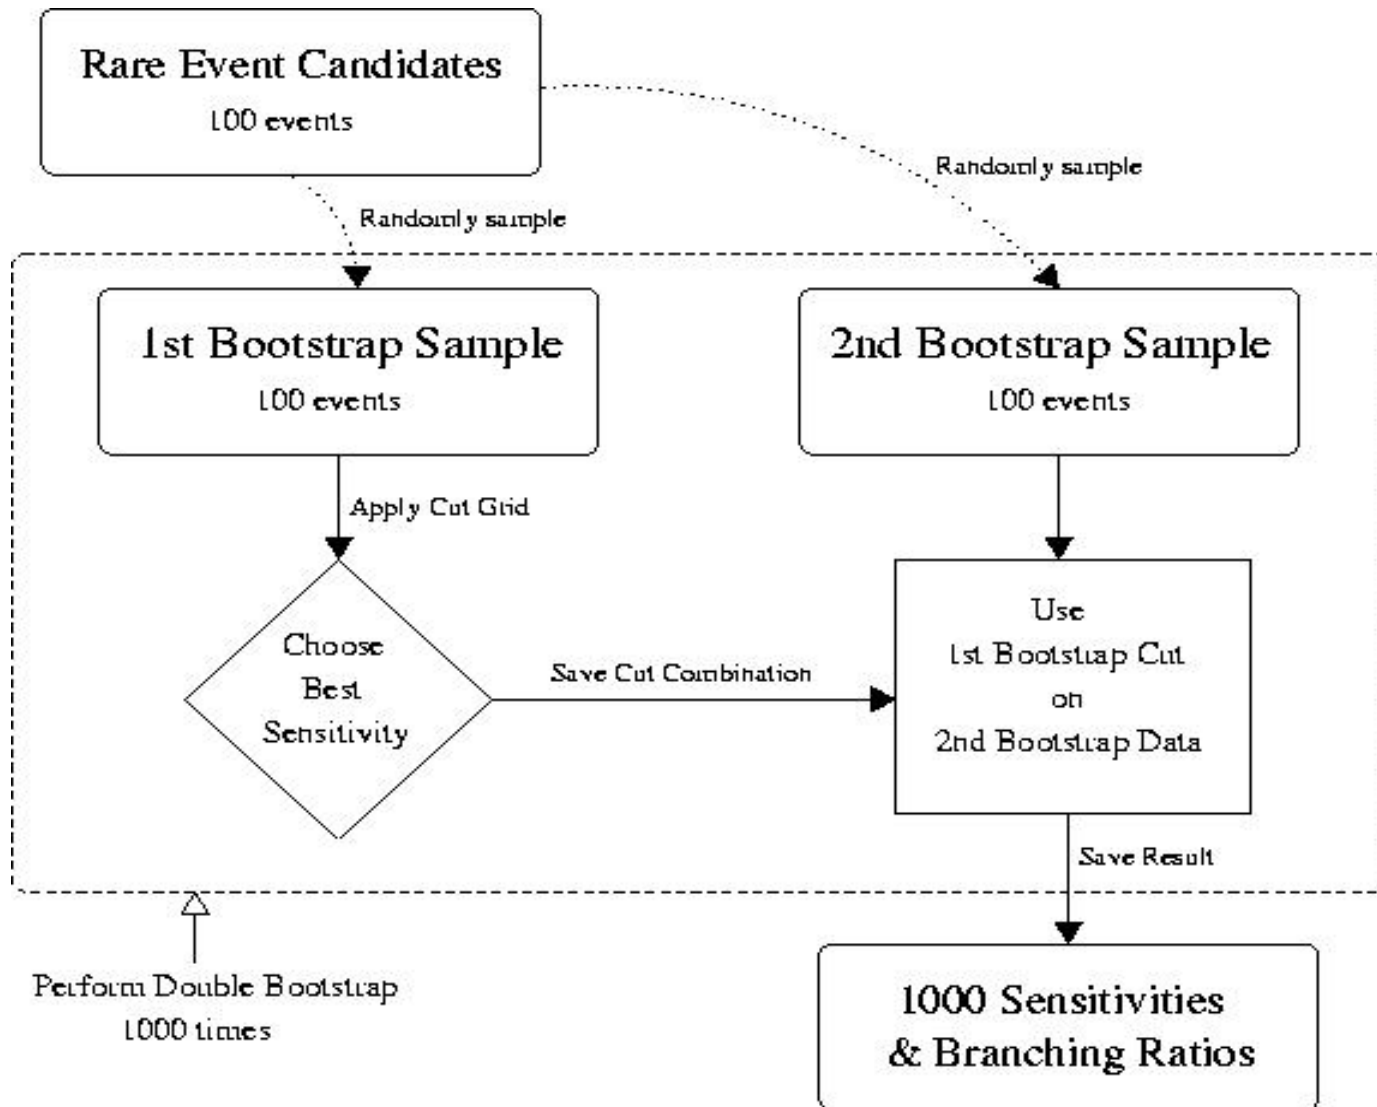 Rare Event Candidates
100 events
Randomly sample
Randomly sample
1st Bootstrap Sample
100 events
2nd Bootstrap Sample
100 events
Apply Cut Grid
Choose
Best
Sensitivity
Save Cut Combination
Use
1st Bootstrap Cut
on
2nd Bootstrap Data
Save Result
Perform Double Bootstrap
1000 times
1000 Sensitivities
& Branching Ratios